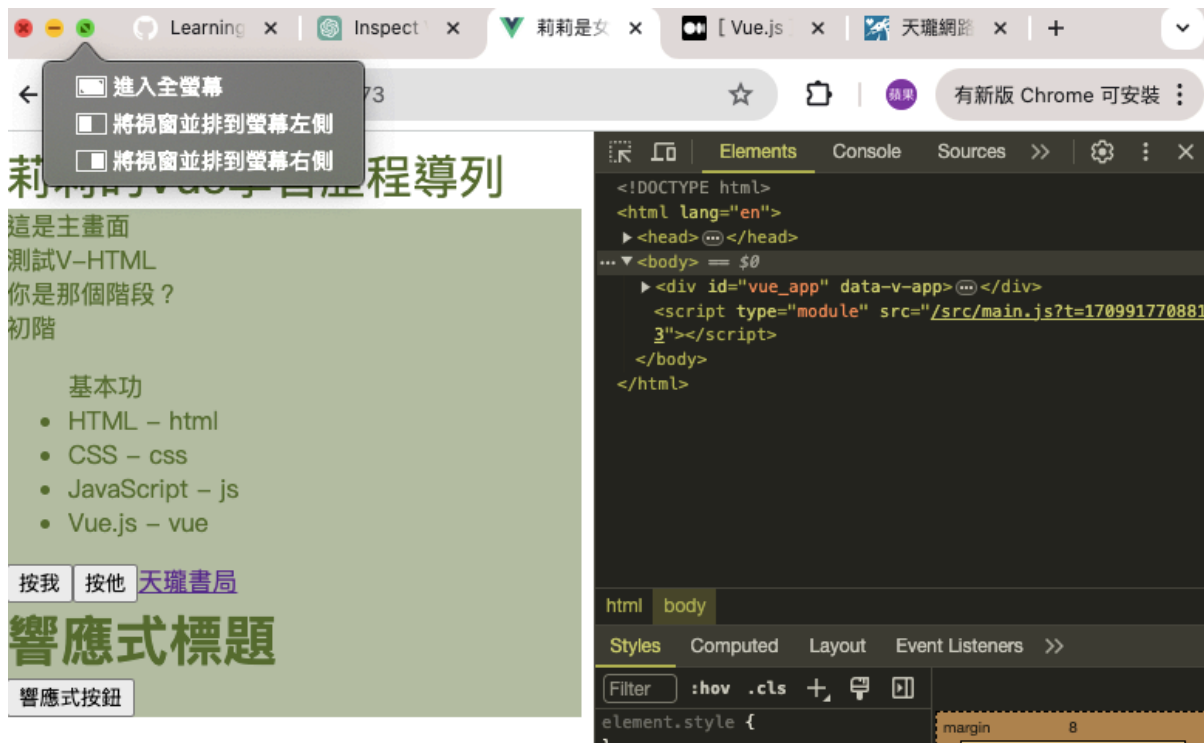 Learning
Inspect
莉莉是女
[ Vue.js
天瓏網路
進入全螢幕
將視窗並排到螢幕左側
將視窗並排到螢幕右側
73
蘋果
有新版 Chrome 可安裝
程導列
這是主畫面
測試V-HTML
你是那個階段？
初階
基本功
• HTML – html
• CSS – css
• JavaScript – js
• Vue.js – vue
按我 按他 天瓏書局
響應式標題
響應式按鈕
Elements Console Sources
<!DOCTYPE html>
<html lang="en">
<head>…</head>
<body> == $0
<div id="vue_app" data-v-app>…</div>
<script type="module" src="/src/main.js?t=170991770881
3"></script>
</body>
</html>
html body
Styles Computed Layout Event Listeners
Filter :hov .cls
element.style {
margin 8